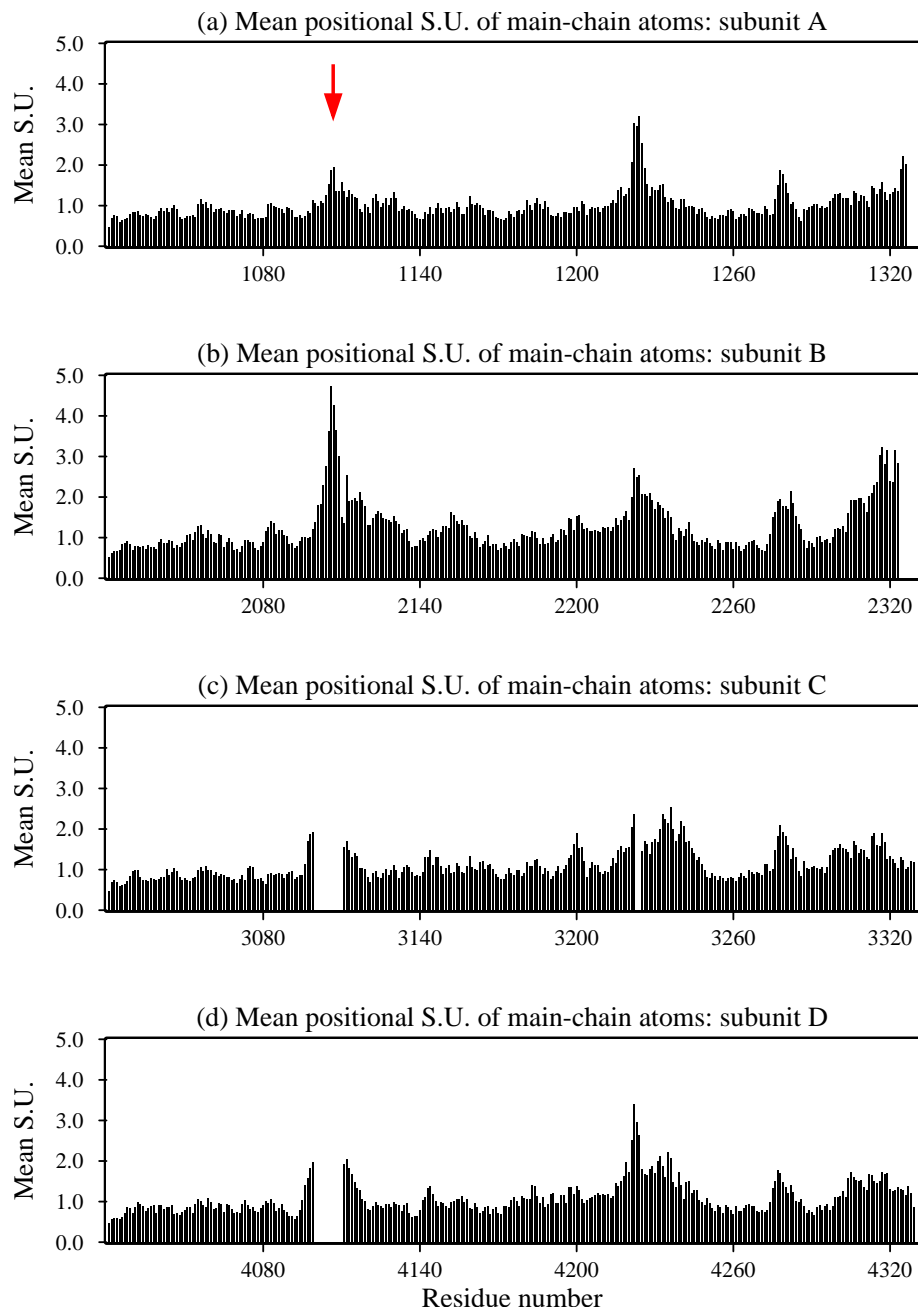 (a) Mean positional S.U. of main-chain atoms: subunit A
Mean S.U.
5.0
4.0
3.0
2.0
1.0
0.0
1080 1140 1200 1260 1320
(b) Mean positional S.U. of main-chain atoms: subunit B
Mean S.U.
5.0
4.0
3.0
2.0
1.0
0.0
2080 2140 2200 2260 2320
(c) Mean positional S.U. of main-chain atoms: subunit C
Mean S.U.
5.0
4.0
3.0
2.0
1.0
0.0
3080 3140 3200 3260 3320
(d) Mean positional S.U. of main-chain atoms: subunit D
Mean S.U.
5.0
4.0
3.0
2.0
1.0
0.0
4080 4140 4200 4260 4320
Residue number